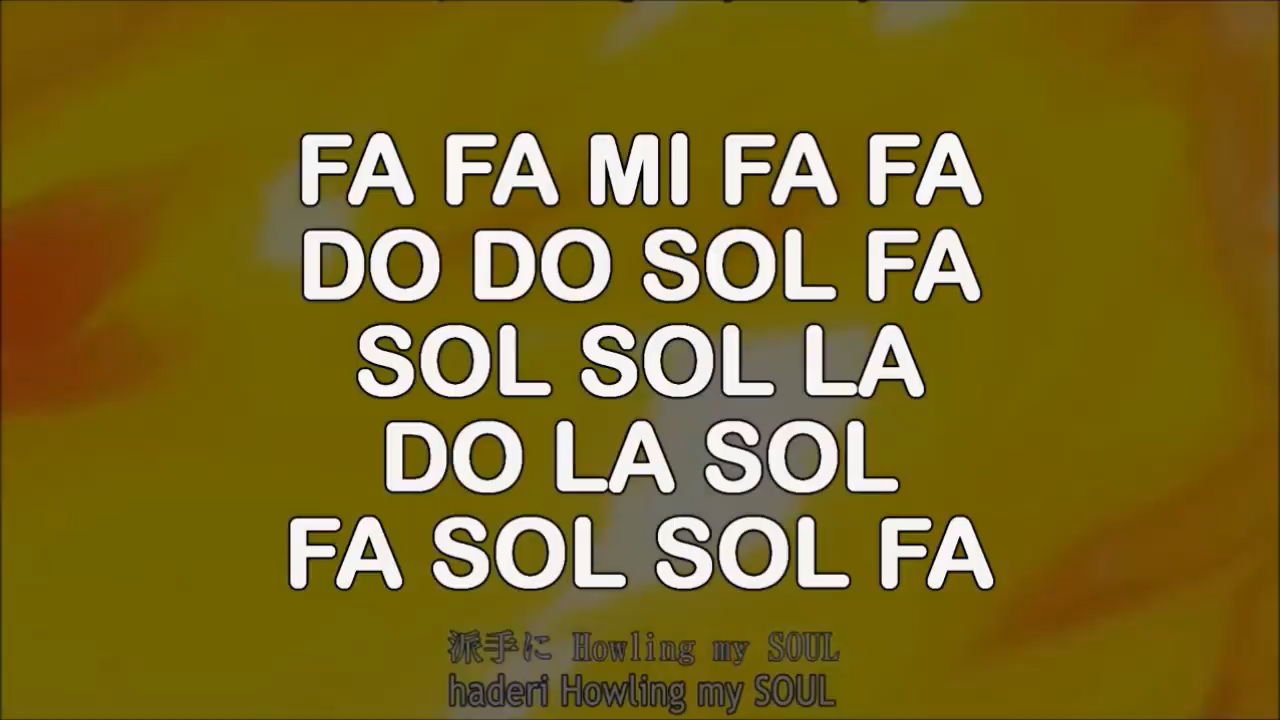 FA FA MI FA FA
DO DO SOL FA
SOL SOL LA
DO LA SOL
FA SOL SOL FA
派手に Howling my SOUL
haderi Howling my SOUL